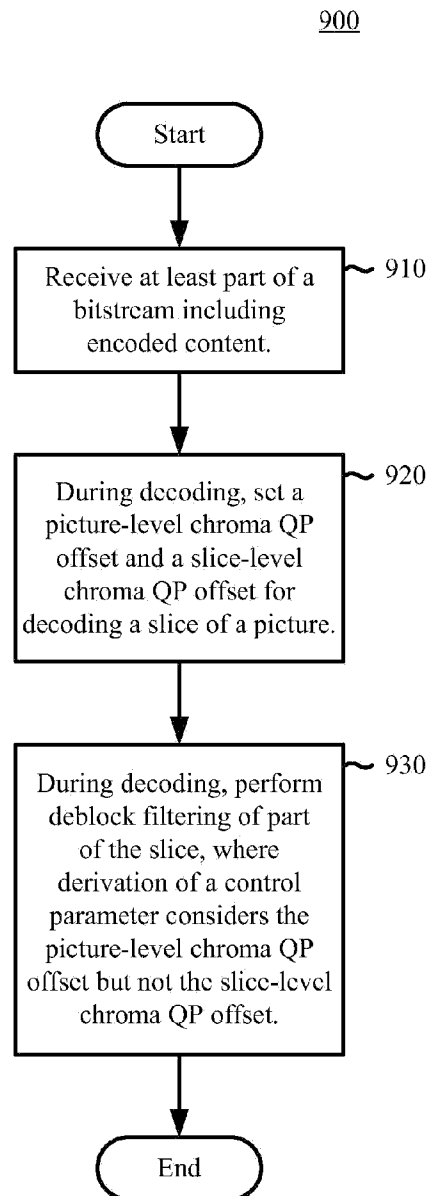 900
Start
Receive at least part of a
bitstream including
encoded content.
910
During decoding, set a
picture-level chroma QP
offset and a slice-level
chroma QP offset for
decoding a slice of a picture.
920
During decoding, perform
deblock filtering of part
of the slice, where
derivation of a control
parameter considers the
picture-level chroma QP
offset but not the slice-level
chroma QP offset.
930
End